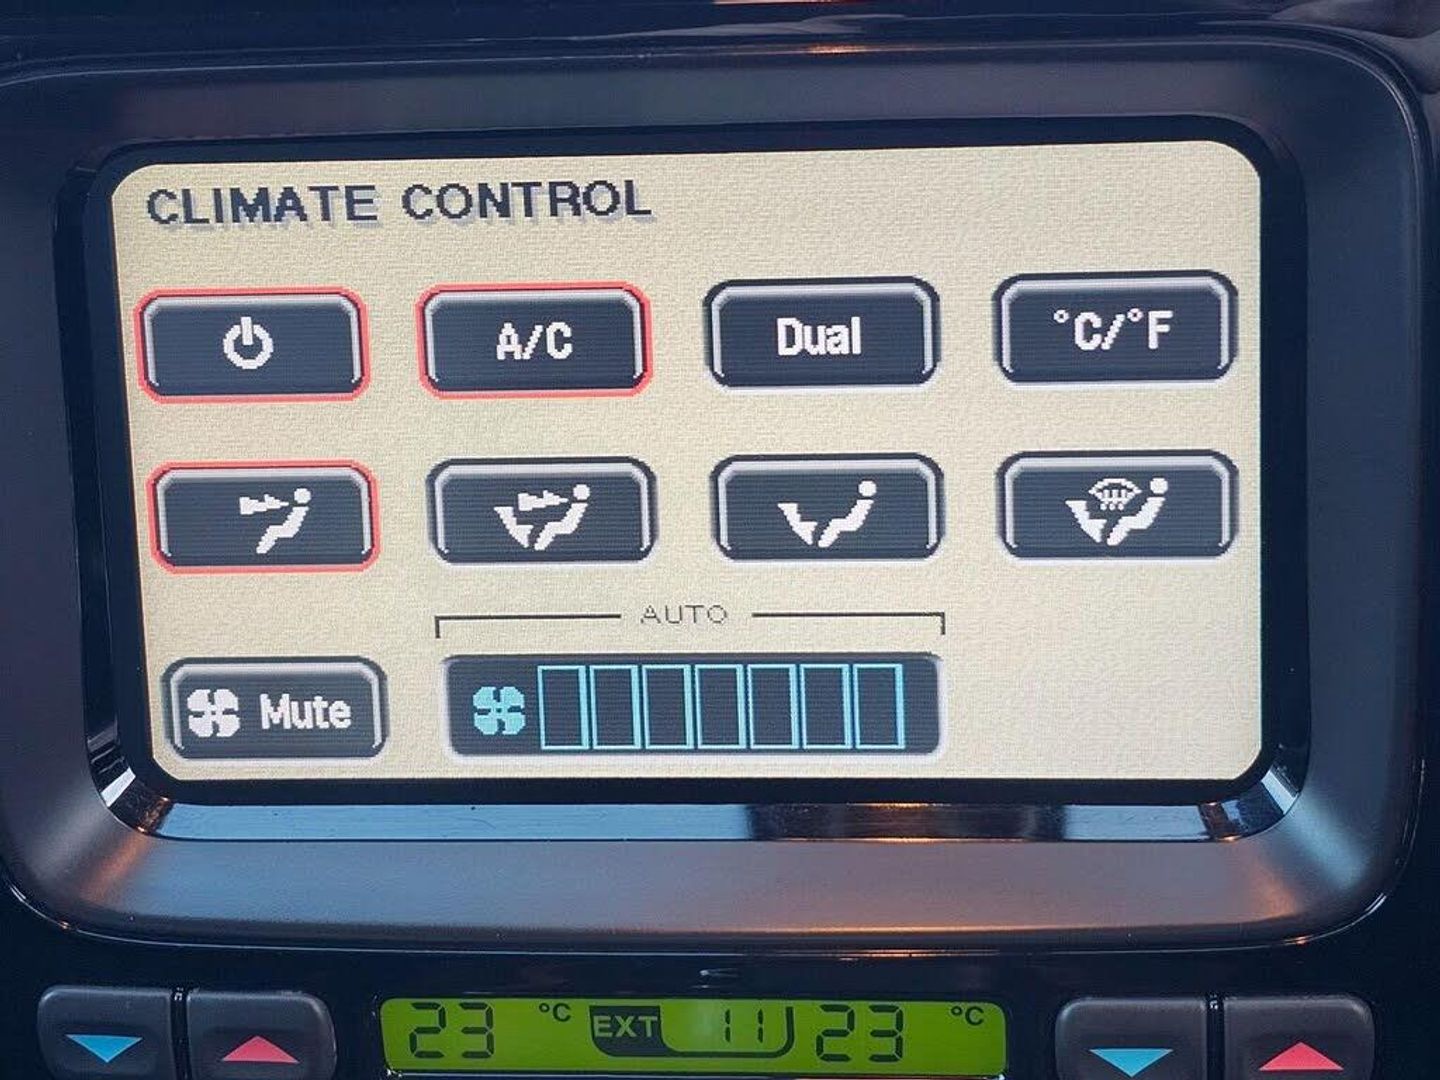 CLIMATE CONTROL
A/C Dual °C/°F
AUTO
Mute
23 °C EXT 11 23 °C